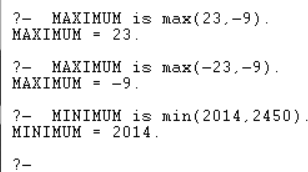 ?-  MAXIMUM is max(23,-9).
MAXIMUM = 23.
?-  MAXIMUM is max(-23,-9).
MAXIMUM = -9.
?-  MINIMUM is min(2014,2450).
MINIMUM = 2014.
?-